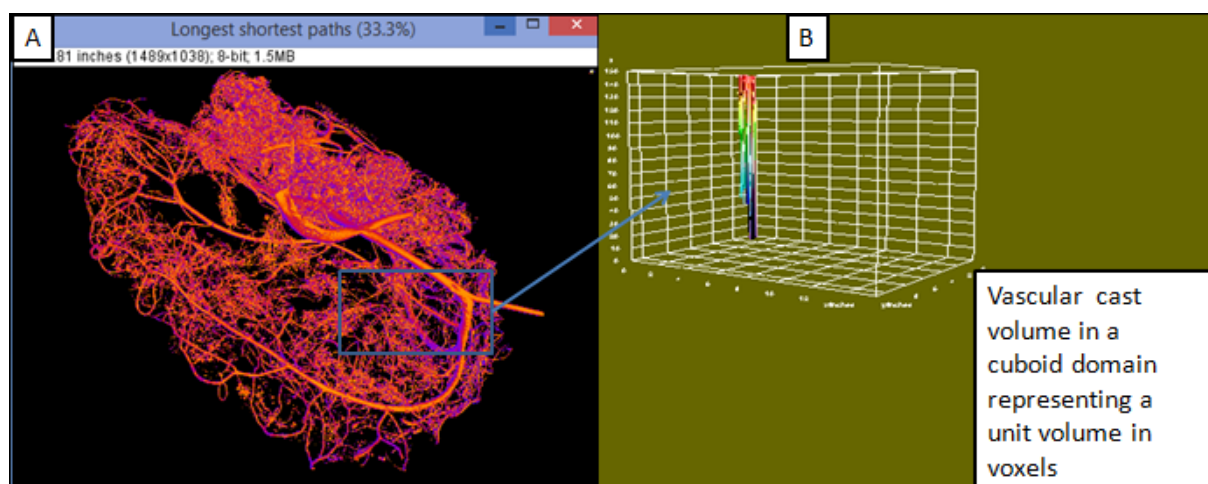 A
Longest shortest paths (33.3%)
81 inches (1489x1038); 8-bit; 1.5MB
B
Vascular cast
volume in a
cuboid domain
representing a
unit volume in
voxels